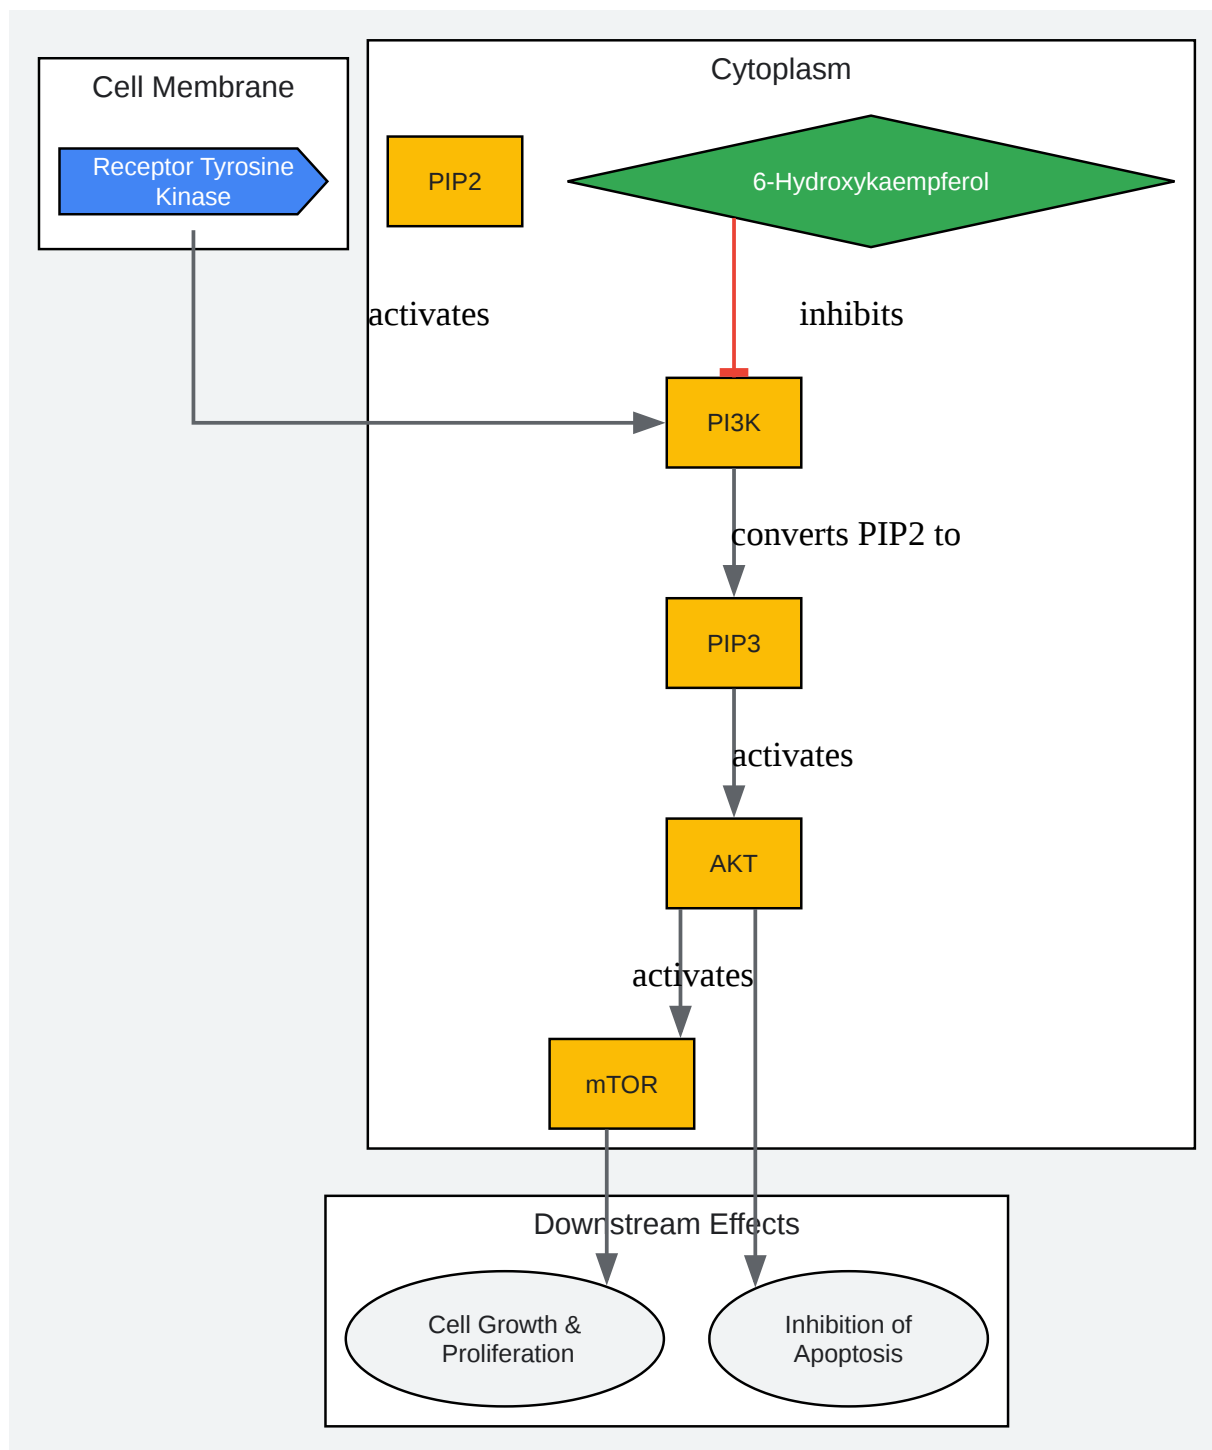 Cell Membrane
Cytoplasm
Receptor Tyrosine
Kinase
PIP2
6-Hydroxykaempferol
activates
inhibits
PI3K
converts PIP2 to
PIP3
activates
AKT
activates
mTOR
Downstream Effects
Cell Growth &
Proliferation
Inhibition of
Apoptosis